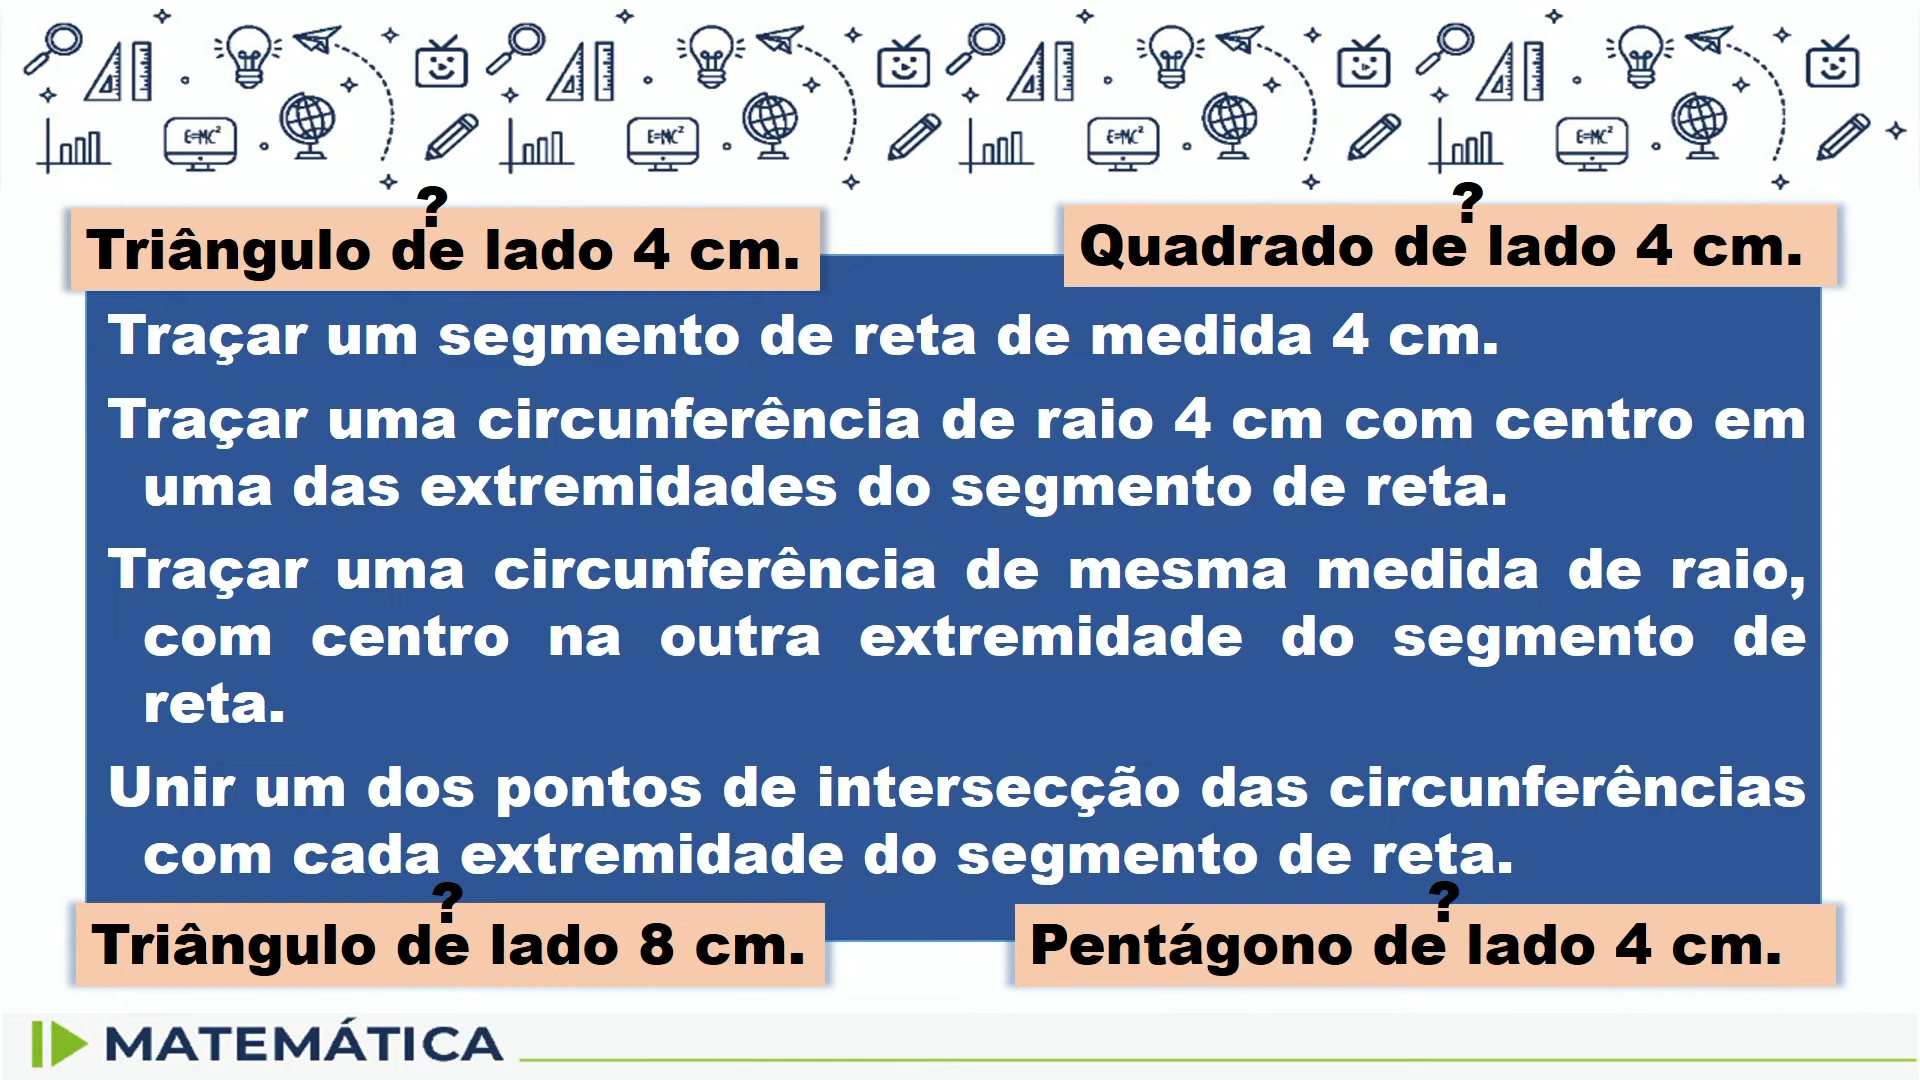 E=MC² E=MC² E=MC² E=MC²
? ?
Triângulo de lado 4 cm. Quadrado de lado 4 cm.
Traçar um segmento de reta de medida 4 cm.
Traçar uma circunferência de raio 4 cm com centro em
uma das extremidades do segmento de reta.
Traçar uma circunferência de mesma medida de raio,
com centro na outra extremidade do segmento de
reta.
Unir um dos pontos de intersecção das circunferências
com cada extremidade do segmento de reta.
? ?
Triângulo de lado 8 cm. Pentágono de lado 4 cm.
MATEMÁTICA